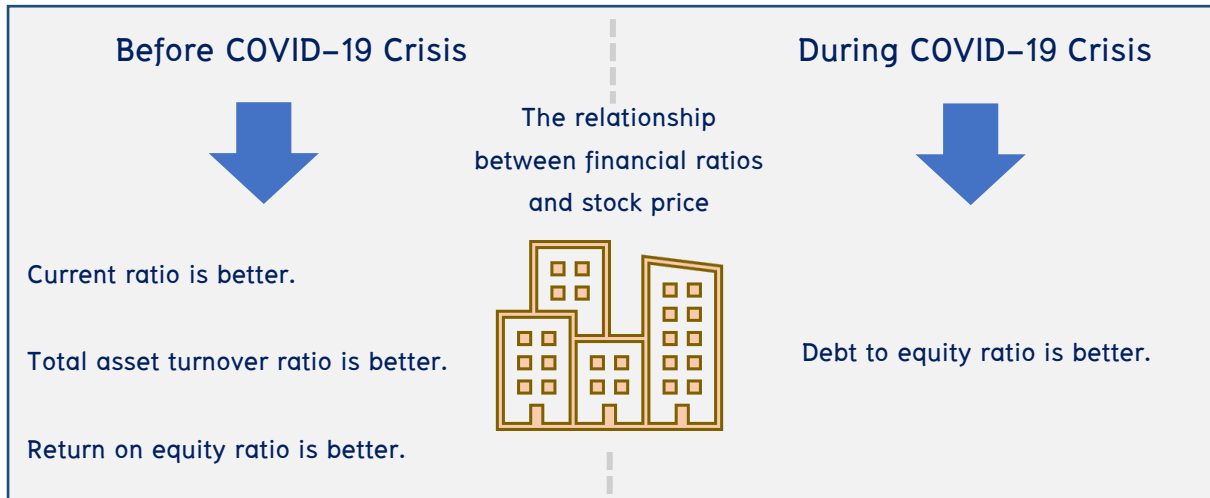 Before COVID–19 Crisis
During COVID–19 Crisis
The relationship
between financial ratios
and stock price
Current ratio is better.
Total asset turnover ratio is better.
Return on equity ratio is better.
Debt to equity ratio is better.